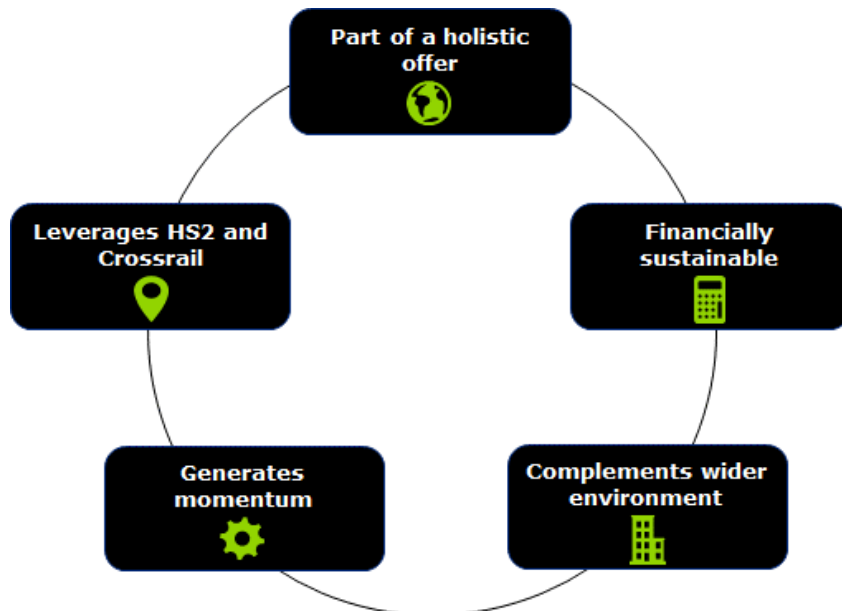 Part of a holistic
offer
Leverages HS2 and
Crossrail
Financially
sustainable
Generates
momentum
Complements wider
environment